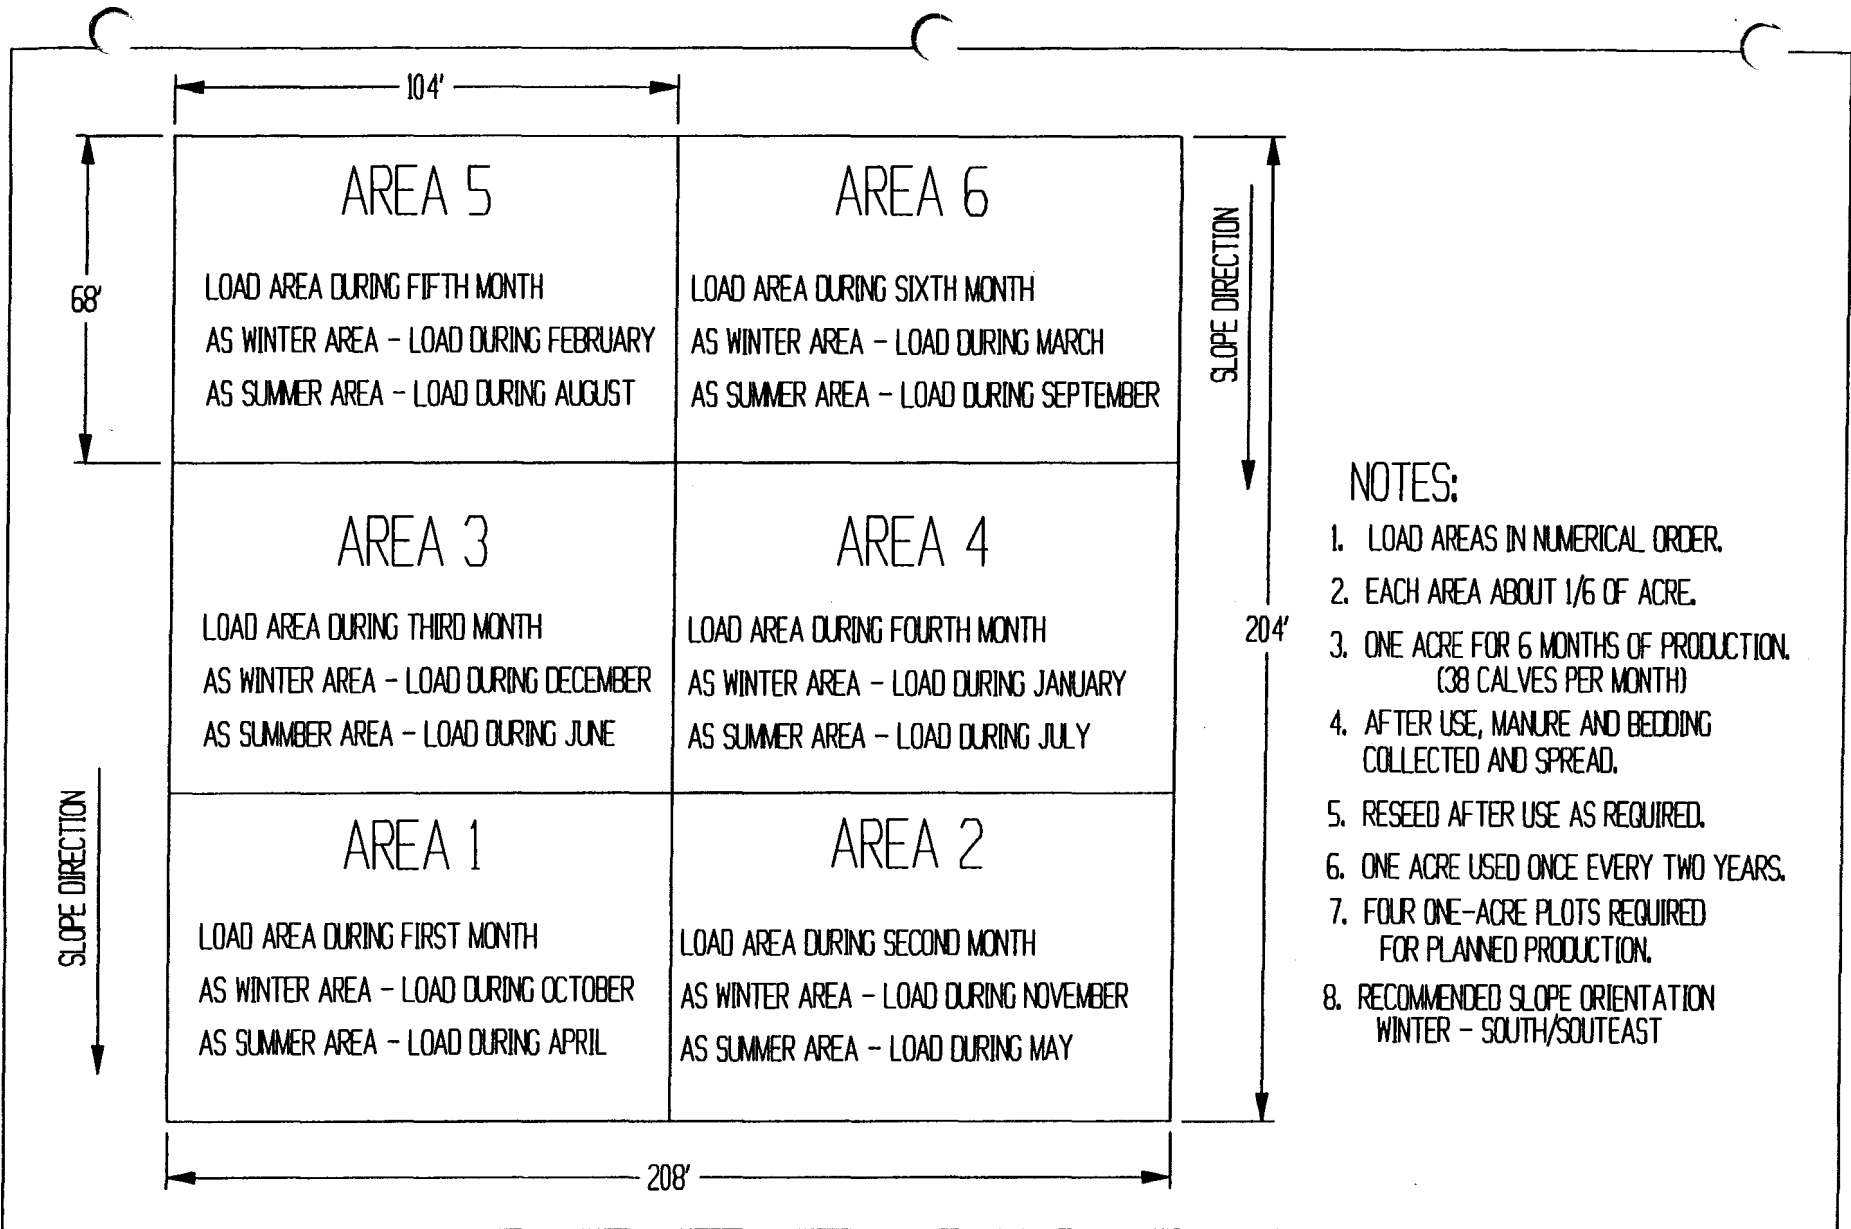 104'
AREA 5
LOAD AREA DURING FIFTH MONTH
AS WINTER AREA - LOAD DURING FEBRUARY
AS SUMMER AREA - LOAD DURING AUGUST
AREA 6
LOAD AREA DURING SIXTH MONTH
AS WINTER AREA - LOAD DURING MARCH
AS SUMMER AREA - LOAD DURING SEPTEMBER
68'
SLOPE DIRECTION
AREA 3
LOAD AREA DURING THIRD MONTH
AS WINTER AREA - LOAD DURING DECEMBER
AS SUMMBER AREA - LOAD DURING JUNE
AREA 4
LOAD AREA DURING FOURTH MONTH
AS WINTER AREA - LOAD DURING JANUARY
AS SUMMER AREA - LOAD DURING JULY
204'
SLOPE DIRECTION
AREA 1
LOAD AREA DURING FIRST MONTH
AS WINTER AREA - LOAD DURING OCTOBER
AS SUMMER AREA - LOAD DURING APRIL
AREA 2
LOAD AREA DURING SECOND MONTH
AS WINTER AREA - LOAD DURING NOVEMBER
AS SUMMER AREA - LOAD DURING MAY
208'
NOTES:
1. LOAD AREAS IN NUMERICAL ORDER.
2. EACH AREA ABOUT 1/6 OF ACRE.
3. ONE ACRE FOR 6 MONTHS OF PRODUCTION.
(38 CALVES PER MONTH)
4. AFTER USE, MANURE AND BEDDING
COLLECTED AND SPREAD.
5. RESEED AFTER USE AS REQUIRED.
6. ONE ACRE USED ONCE EVERY TWO YEARS.
7. FOUR ONE-ACRE PLOTS REQUIRED
FOR PLANNED PRODUCTION.
8. RECOMMENDED SLOPE ORIENTATION
WINTER - SOUTH/SOUTEAST